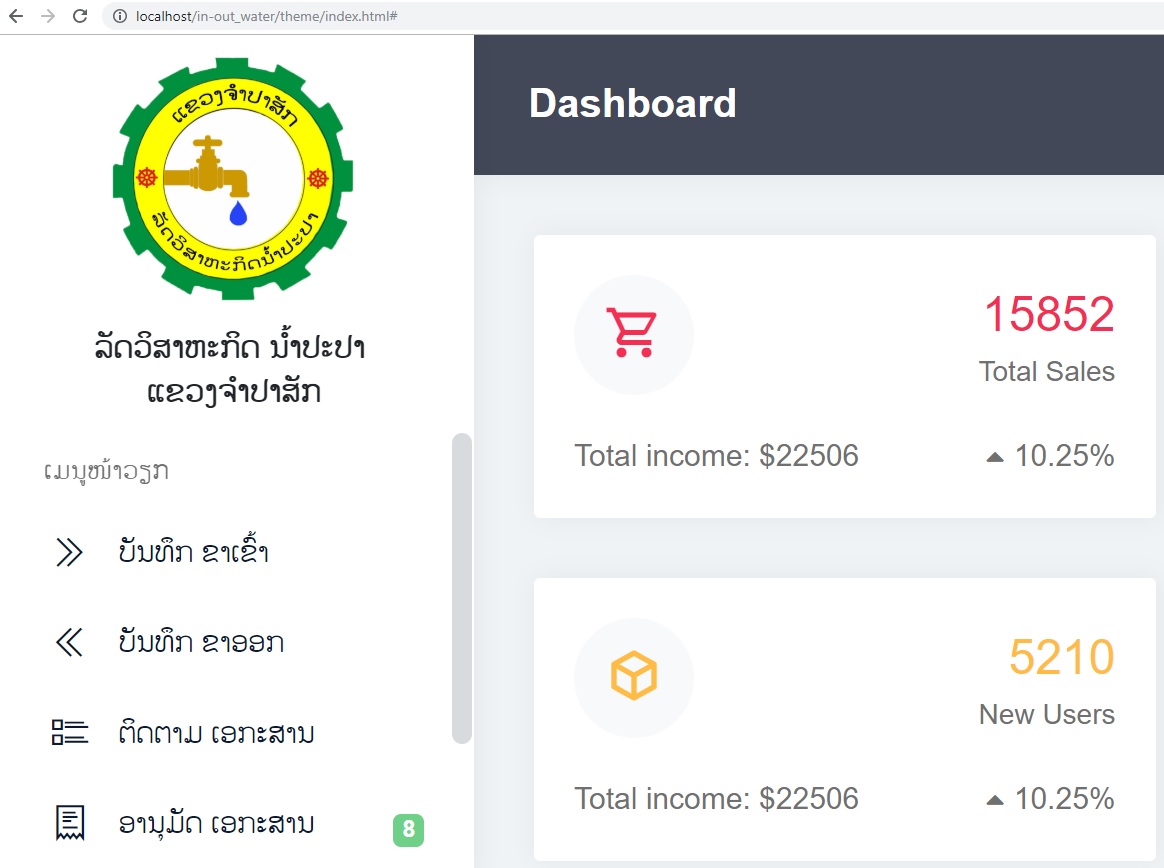 localhost/in-out_water/theme/index.html#
ແຂວງຈຳປາສັກ
ລັດວິສາຫະກິດນ້ຳປະປາ
ລັດວິສາຫະກິດ ນ້ຳປະປາ
ແຂວງຈຳປາສັກ
ເມນູໜ້າວຽກ
ບັນທຶກ ຂາເຂົ້າ
ບັນທຶກ ຂາອອກ
ຕິດຕາມ ເອກະສານ
ອານຸມັດ ເອກະສານ
8
Dashboard
15852
Total Sales
Total income: $22506
10.25%
5210
New Users
Total income: $22506
10.25%